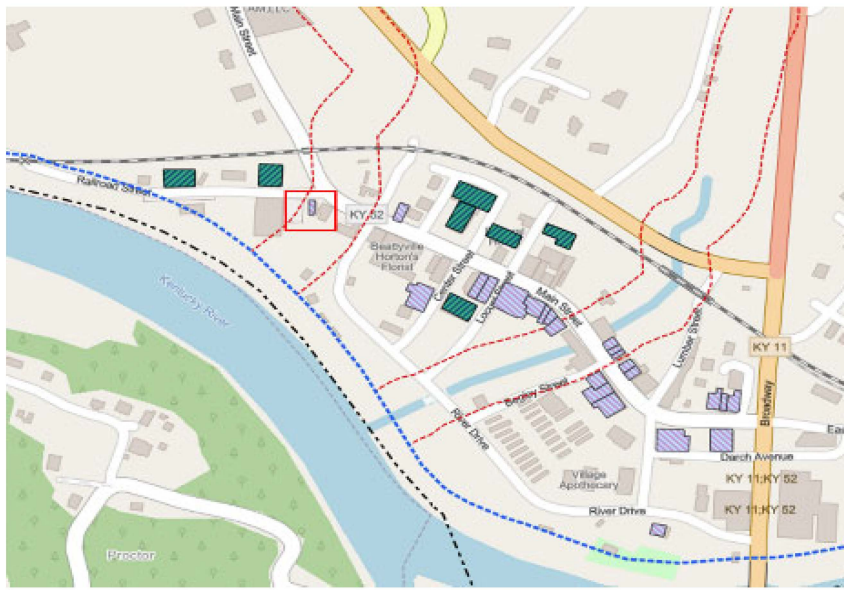 Main Street
Railroad Street
KY 52
Beattyville
Horton's
Florist
Center Street
Locust Street
Main Street
Kentucky River
Lumber Street
KY 11
Broadway
River Drive
Darch Avenue
Village
Apothecary
KY 11;KY 52
River Drive
KY 11;KY 52
Proctor